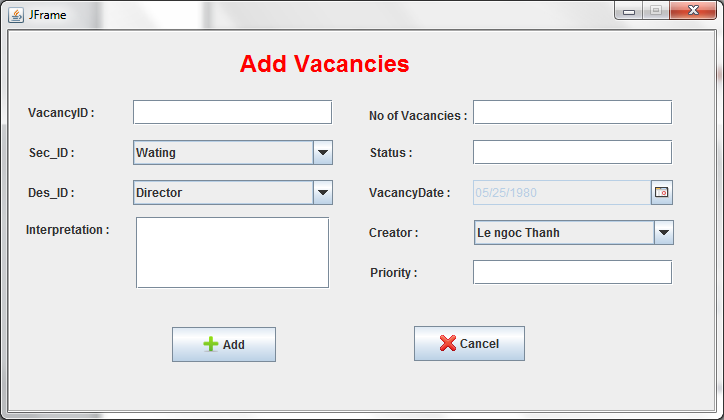 JFrame
Add Vacancies
VacancyID :
No of Vacancies :
Sec_ID :
Wating
Status :
Des_ID :
Director
VacancyDate :
05/25/1980
Interpretation :
Creator :
Le ngoc Thanh
Priority :
Add
Cancel